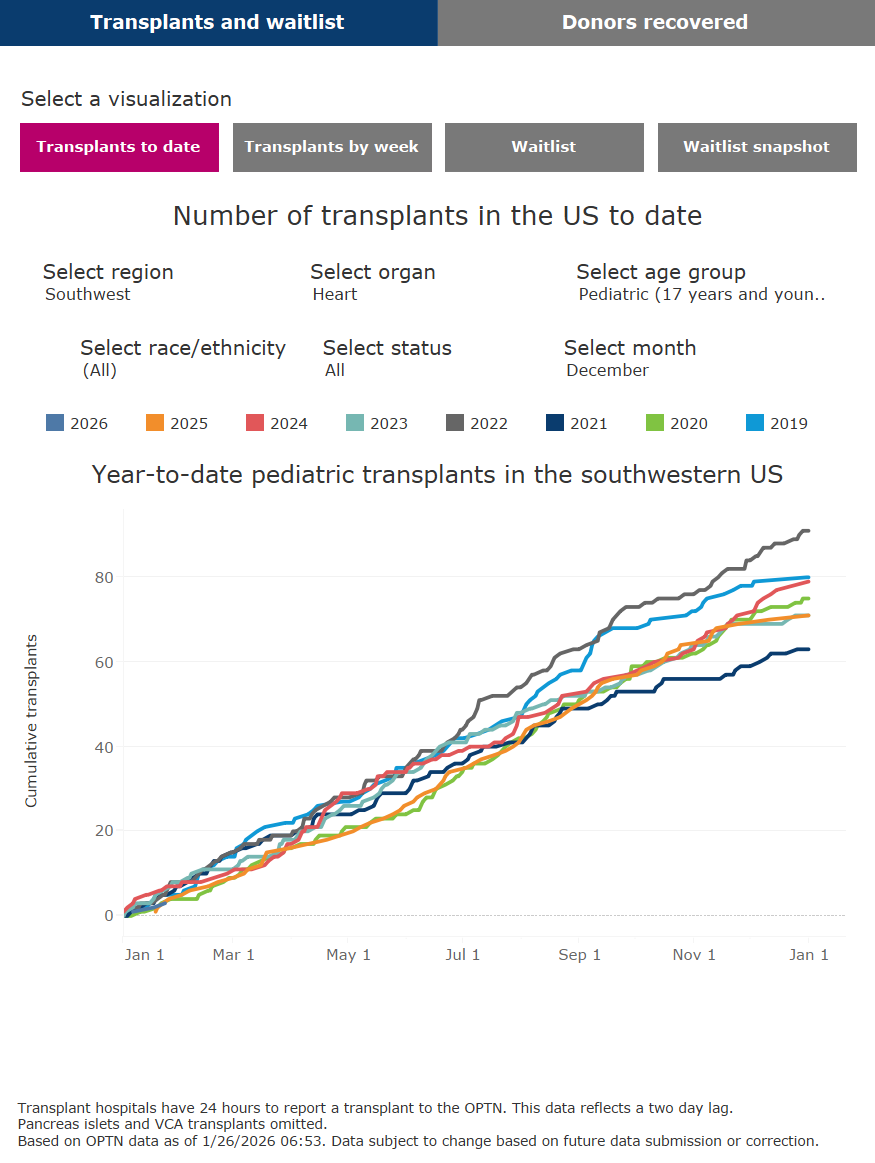 Transplants and waitlist Donors recovered
Select a visualization
Transplants to date Transplants by week Waitlist Waitlist snapshot
Number of transplants in the US to date
Select region Select organ Select age group
Southwest Heart Pediatric (17 years and youn..
Select race/ethnicity Select status Select month
(All) All December
2026 2025 2024 2023 2022 2021 2020 2019
Year-to-date pediatric transplants in the southwestern US
Cumulative transplants
80
60
40
20
0
Jan 1 Mar 1 May 1 Jul 1 Sep 1 Nov 1 Jan 1
Transplant hospitals have 24 hours to report a transplant to the OPTN. This data reflects a two day lag.
Pancreas islets and VCA transplants omitted.
Based on OPTN data as of 1/26/2026 06:53. Data subject to change based on future data submission or correction.